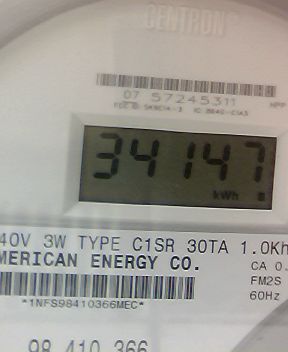 CENTRON®
07 57245311
34147
kWh
40V 3W TYPE C1SR 30TA 1.0Kh
MERICAN ENERGY CO.
CA 0.
FM2S
60Hz
*1NFS98410366MEC*
98 410 366